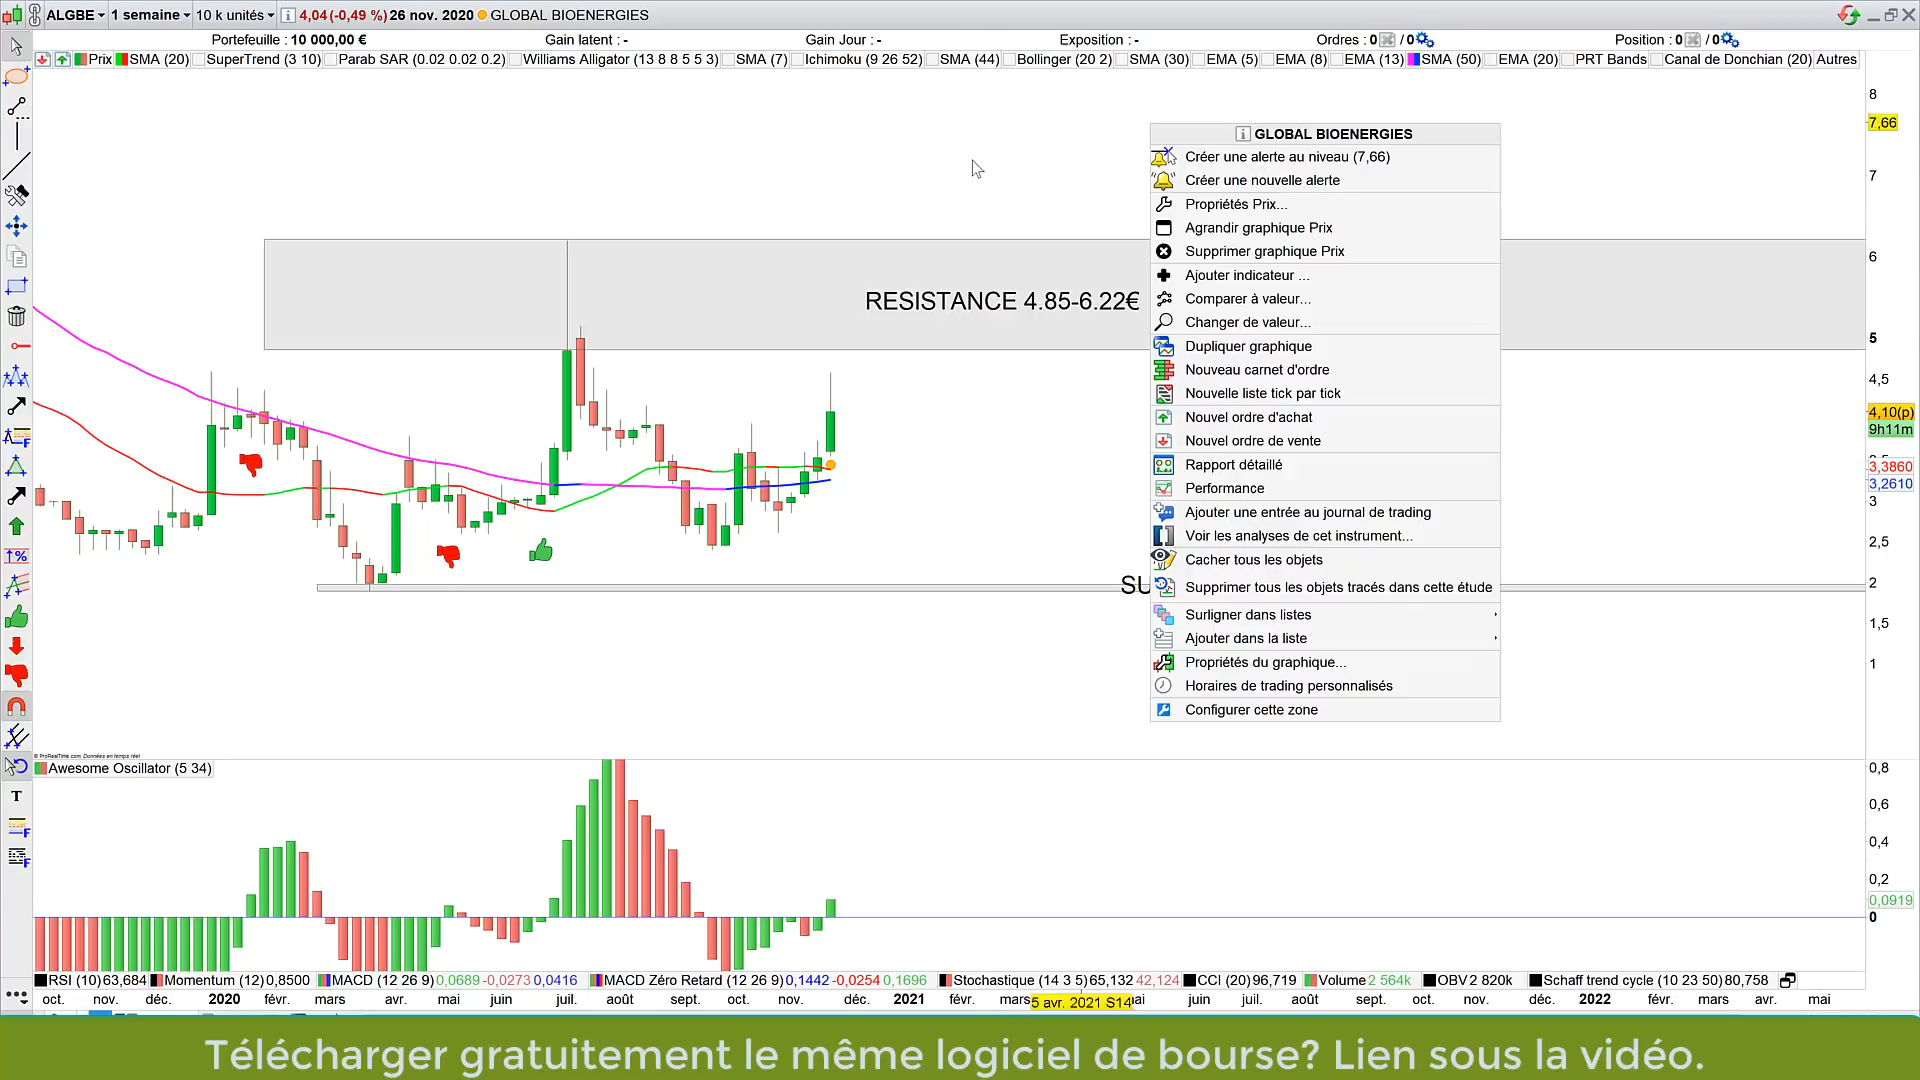 ALGBE 1 semaine 10 k unités 4,04 (-0,49 %) 26 nov. 2020 GLOBAL BIOENERGIES
Portefeuille : 10 000,00 € Gain latent : - Gain Jour : - Exposition : - Ordres : 0 / 0 Position : 0 / 0
Prix SMA (20) SuperTrend (3 10) Parab SAR (0.02 0.02 0.2) Williams Alligator (13 8 8 5 5 3) SMA (7) Ichimoku (9 26 52) SMA (44) Bollinger (20 2) SMA (30) EMA (5) EMA (8) EMA (13) SMA (50) EMA (20) PRT Bands Canal de Donchian (20) Autres
8
7,66
7
6
5
4,5
4,10(p)
9h11m
3,3860
3,2610
3
2,5
2
1,5
1
RESISTANCE 4.85-6.22€
SU
GLOBAL BIOENERGIES
Créer une alerte au niveau (7,66)
Créer une nouvelle alerte
Propriétés Prix...
Agrandir graphique Prix
Supprimer graphique Prix
Ajouter indicateur ...
Comparer à valeur...
Changer de valeur...
Dupliquer graphique
Nouveau carnet d'ordre
Nouvelle liste tick par tick
Nouvel ordre d'achat
Nouvel ordre de vente
Rapport détaillé
Performance
Ajouter une entrée au journal de trading
Voir les analyses de cet instrument...
Cacher tous les objets
Supprimer tous les objets tracés dans cette étude
Surligner dans listes
Ajouter dans la liste
Propriétés du graphique...
Horaires de trading personnalisés
Configurer cette zone
© ProRealTime.com Données en temps réel
Awesome Oscillator (5 34)
0,8
0,6
0,4
0,2
0,0919
0
RSI (10) 63,684 Momentum (12) 0,8500 MACD (12 26 9) 0,0689 -0,0273 0,0416 MACD Zéro Retard (12 26 9) 0,1442 -0,0254 0,1696 Stochastique (14 3 5) 65,132 42,124 CCI (20) 96,719 Volume 2 564k OBV 2 820k Schaff trend cycle (10 23 50) 80,758
oct. nov. déc. 2020 févr. mars avr. mai juin juil. août sept. oct. nov. déc. 2021 févr. mars 5 avr. 2021 S14 ai juin juil. août sept. oct. nov. déc. 2022 févr. mars avr. mai
Télécharger gratuitement le même logiciel de bourse? Lien sous la vidéo.